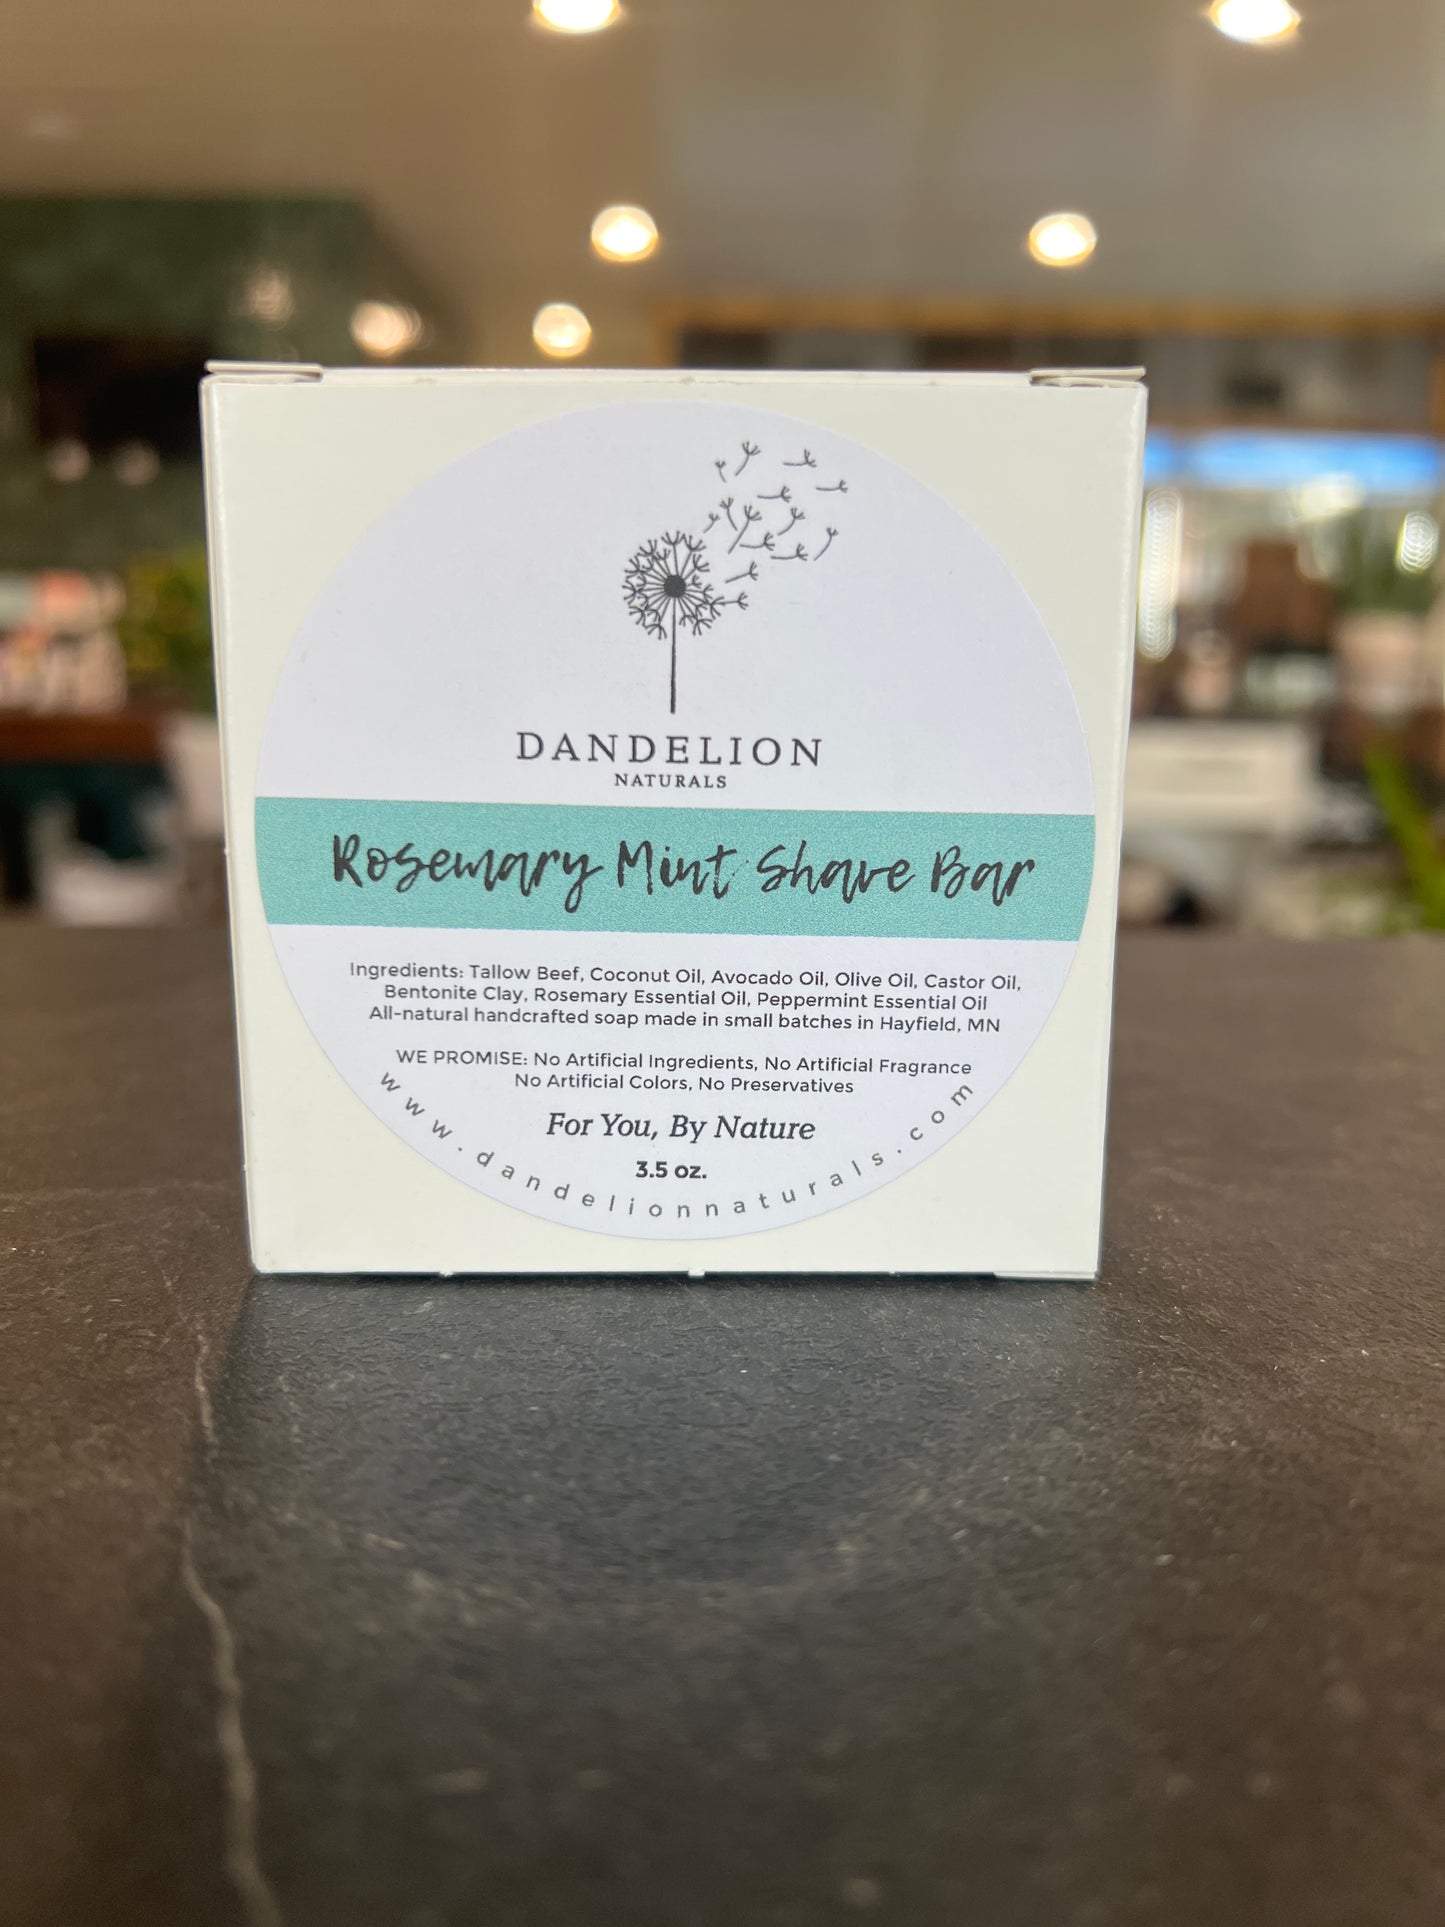 DANDELION
NATURALS
Rosemary Mint Shave Bar
Ingredients: Tallow Beef, Coconut Oil, Avocado Oil, Olive Oil, Castor Oil,
Bentonite Clay, Rosemary Essential Oil, Peppermint Essential Oil
All-natural handcrafted soap made in small batches in Hayfield, MN
WE PROMISE: No Artificial Ingredients, No Artificial Fragrance
No Artificial Colors, No Preservatives
For You, By Nature
3.5 oz.
www.dandelionnaturals.com